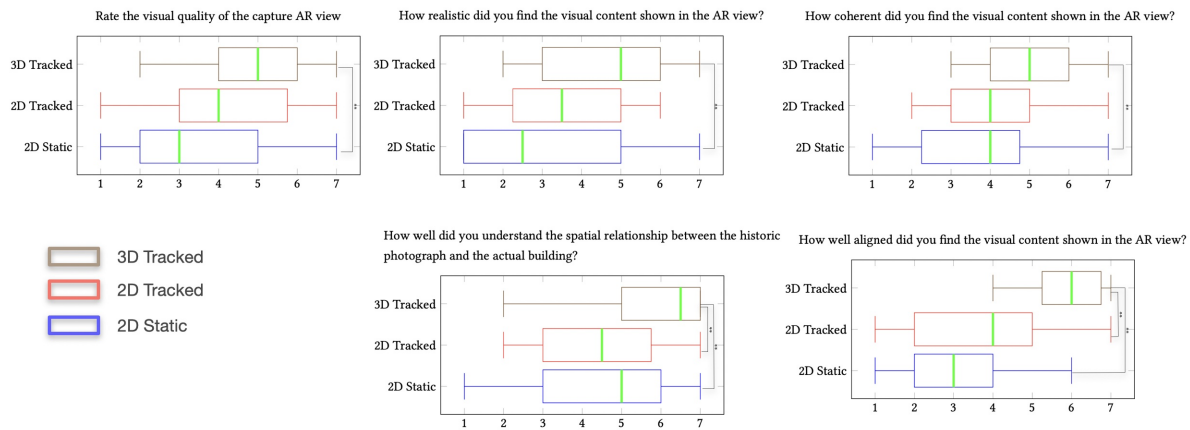 Rate the visual quality of the capture AR view
3D Tracked
2D Tracked
2D Static
1 2 3 4 5 6 7
**
How realistic did you find the visual content shown in the AR view?
3D Tracked
2D Tracked
2D Static
1 2 3 4 5 6 7
**
How coherent did you find the visual content shown in the AR view?
3D Tracked
2D Tracked
2D Static
1 2 3 4 5 6 7
**
3D Tracked
2D Tracked
2D Static
How well did you understand the spatial relationship between the historic
photograph and the actual building?
3D Tracked
2D Tracked
2D Static
1 2 3 4 5 6 7
**
**
How well aligned did you find the visual content shown in the AR view?
3D Tracked
2D Tracked
2D Static
1 2 3 4 5 6 7
**
**